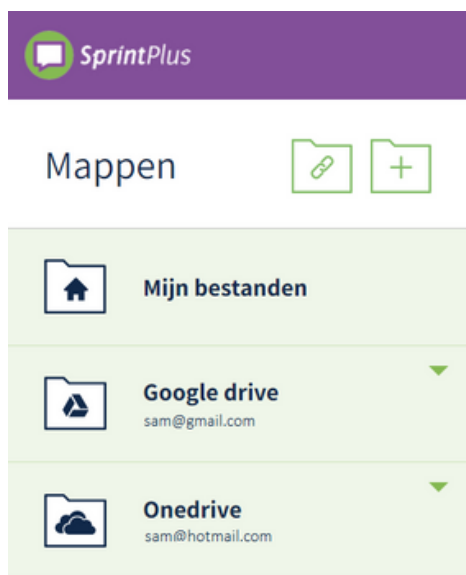 SprintPlus
Mappen
Mijn bestanden
Google drive
sam@gmail.com
Onedrive
sam@hotmail.com